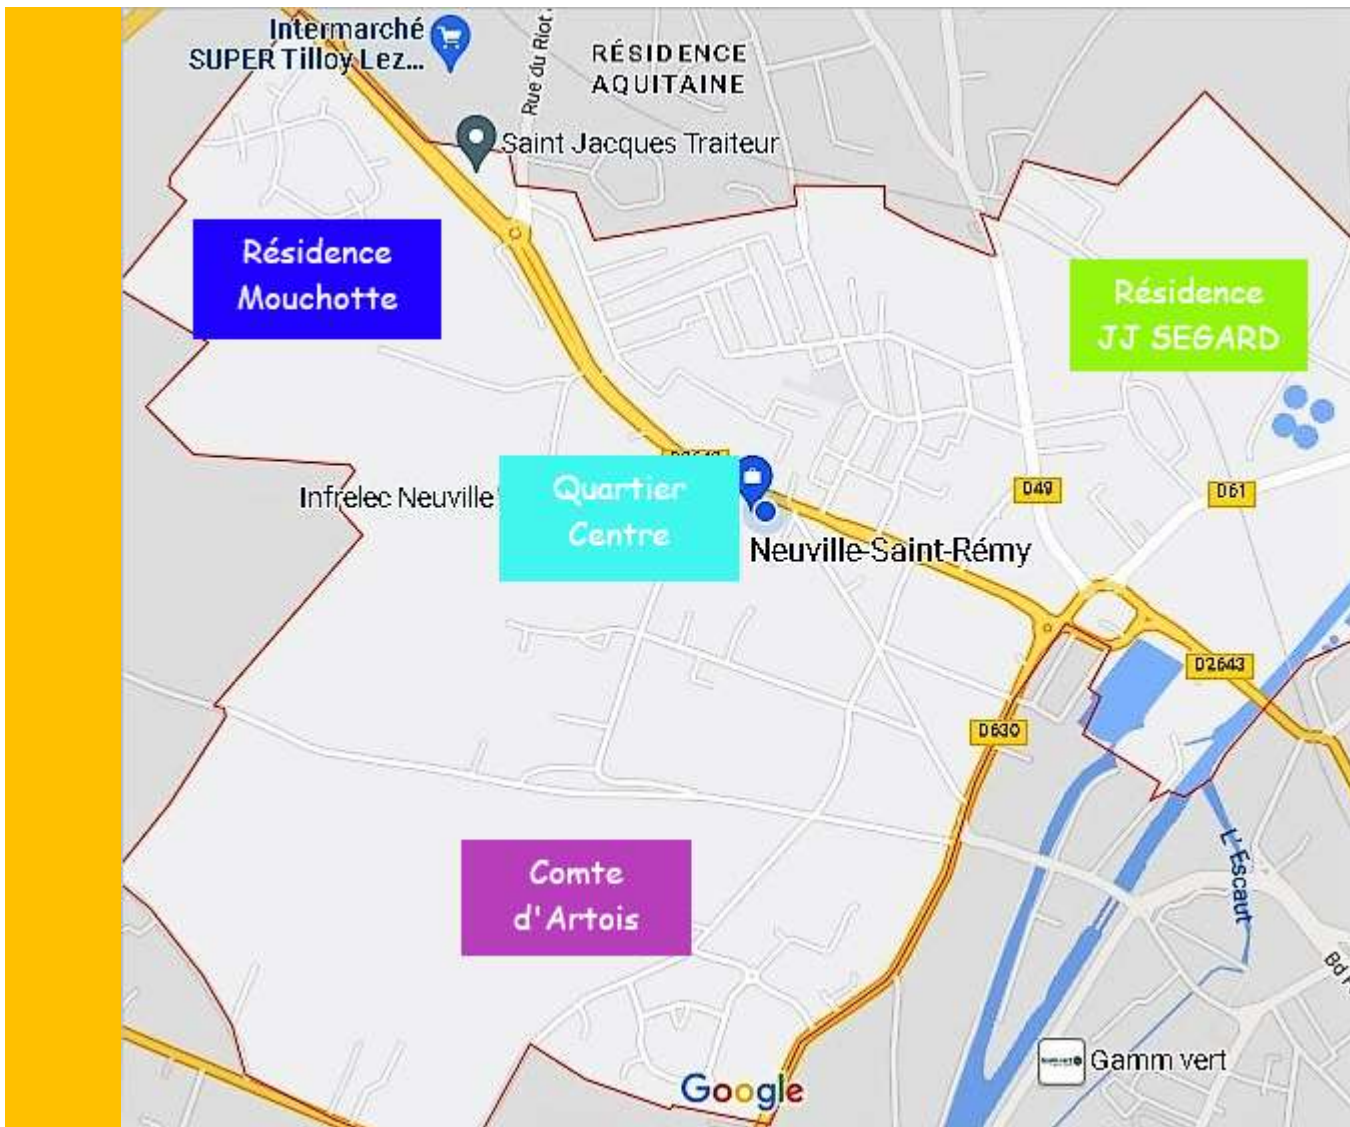 Intermarché
SUPER Tilloy Lez...
Rue du Riot
RÉSIDENCE
AQUITAINE
Saint Jacques Traiteur
Résidence
Mouchotte
Résidence
JJ SEGARD
Infrelec Neuville
Quartier
Centre
D49
D61
Neuville-Saint-Rémy
D2643
D630
Comte
d'Artois
L'Escaut
Bd
Gamm vert
Google